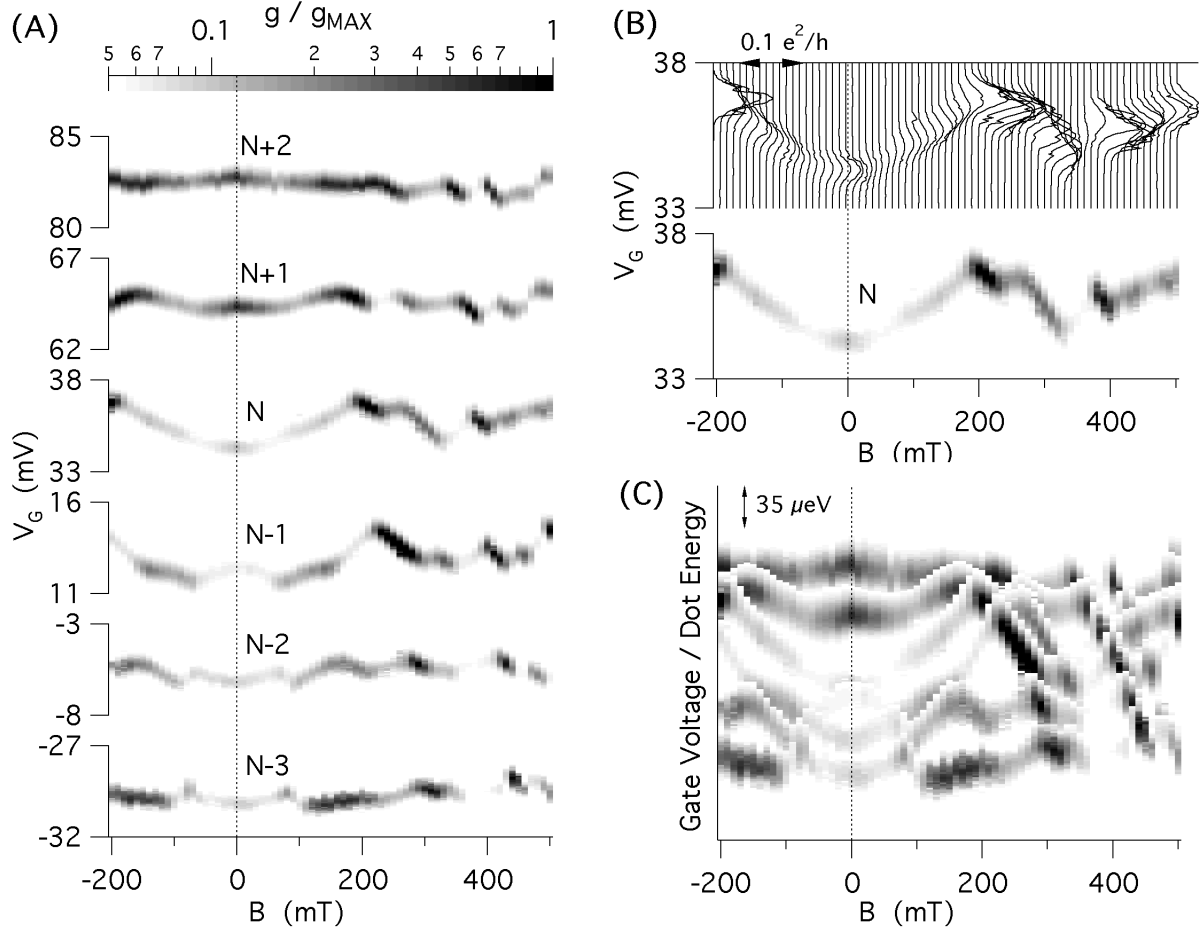 (A)
g / gMAX
0.1 1
5 6 7 2 3 4 5 6 7
85
N+2
80
67
N+1
62
38
N
33
16
N-1
11
-3
N-2
-8
-27
N-3
-32
VG (mV)
-200 0 200 400
B (mT)
(B)
0.1 e²/h
38
33
38
N
33
VG (mV)
-200 0 200 400
B (mT)
(C)
35 µeV
Gate Voltage / Dot Energy
-200 0 200 400
B (mT)